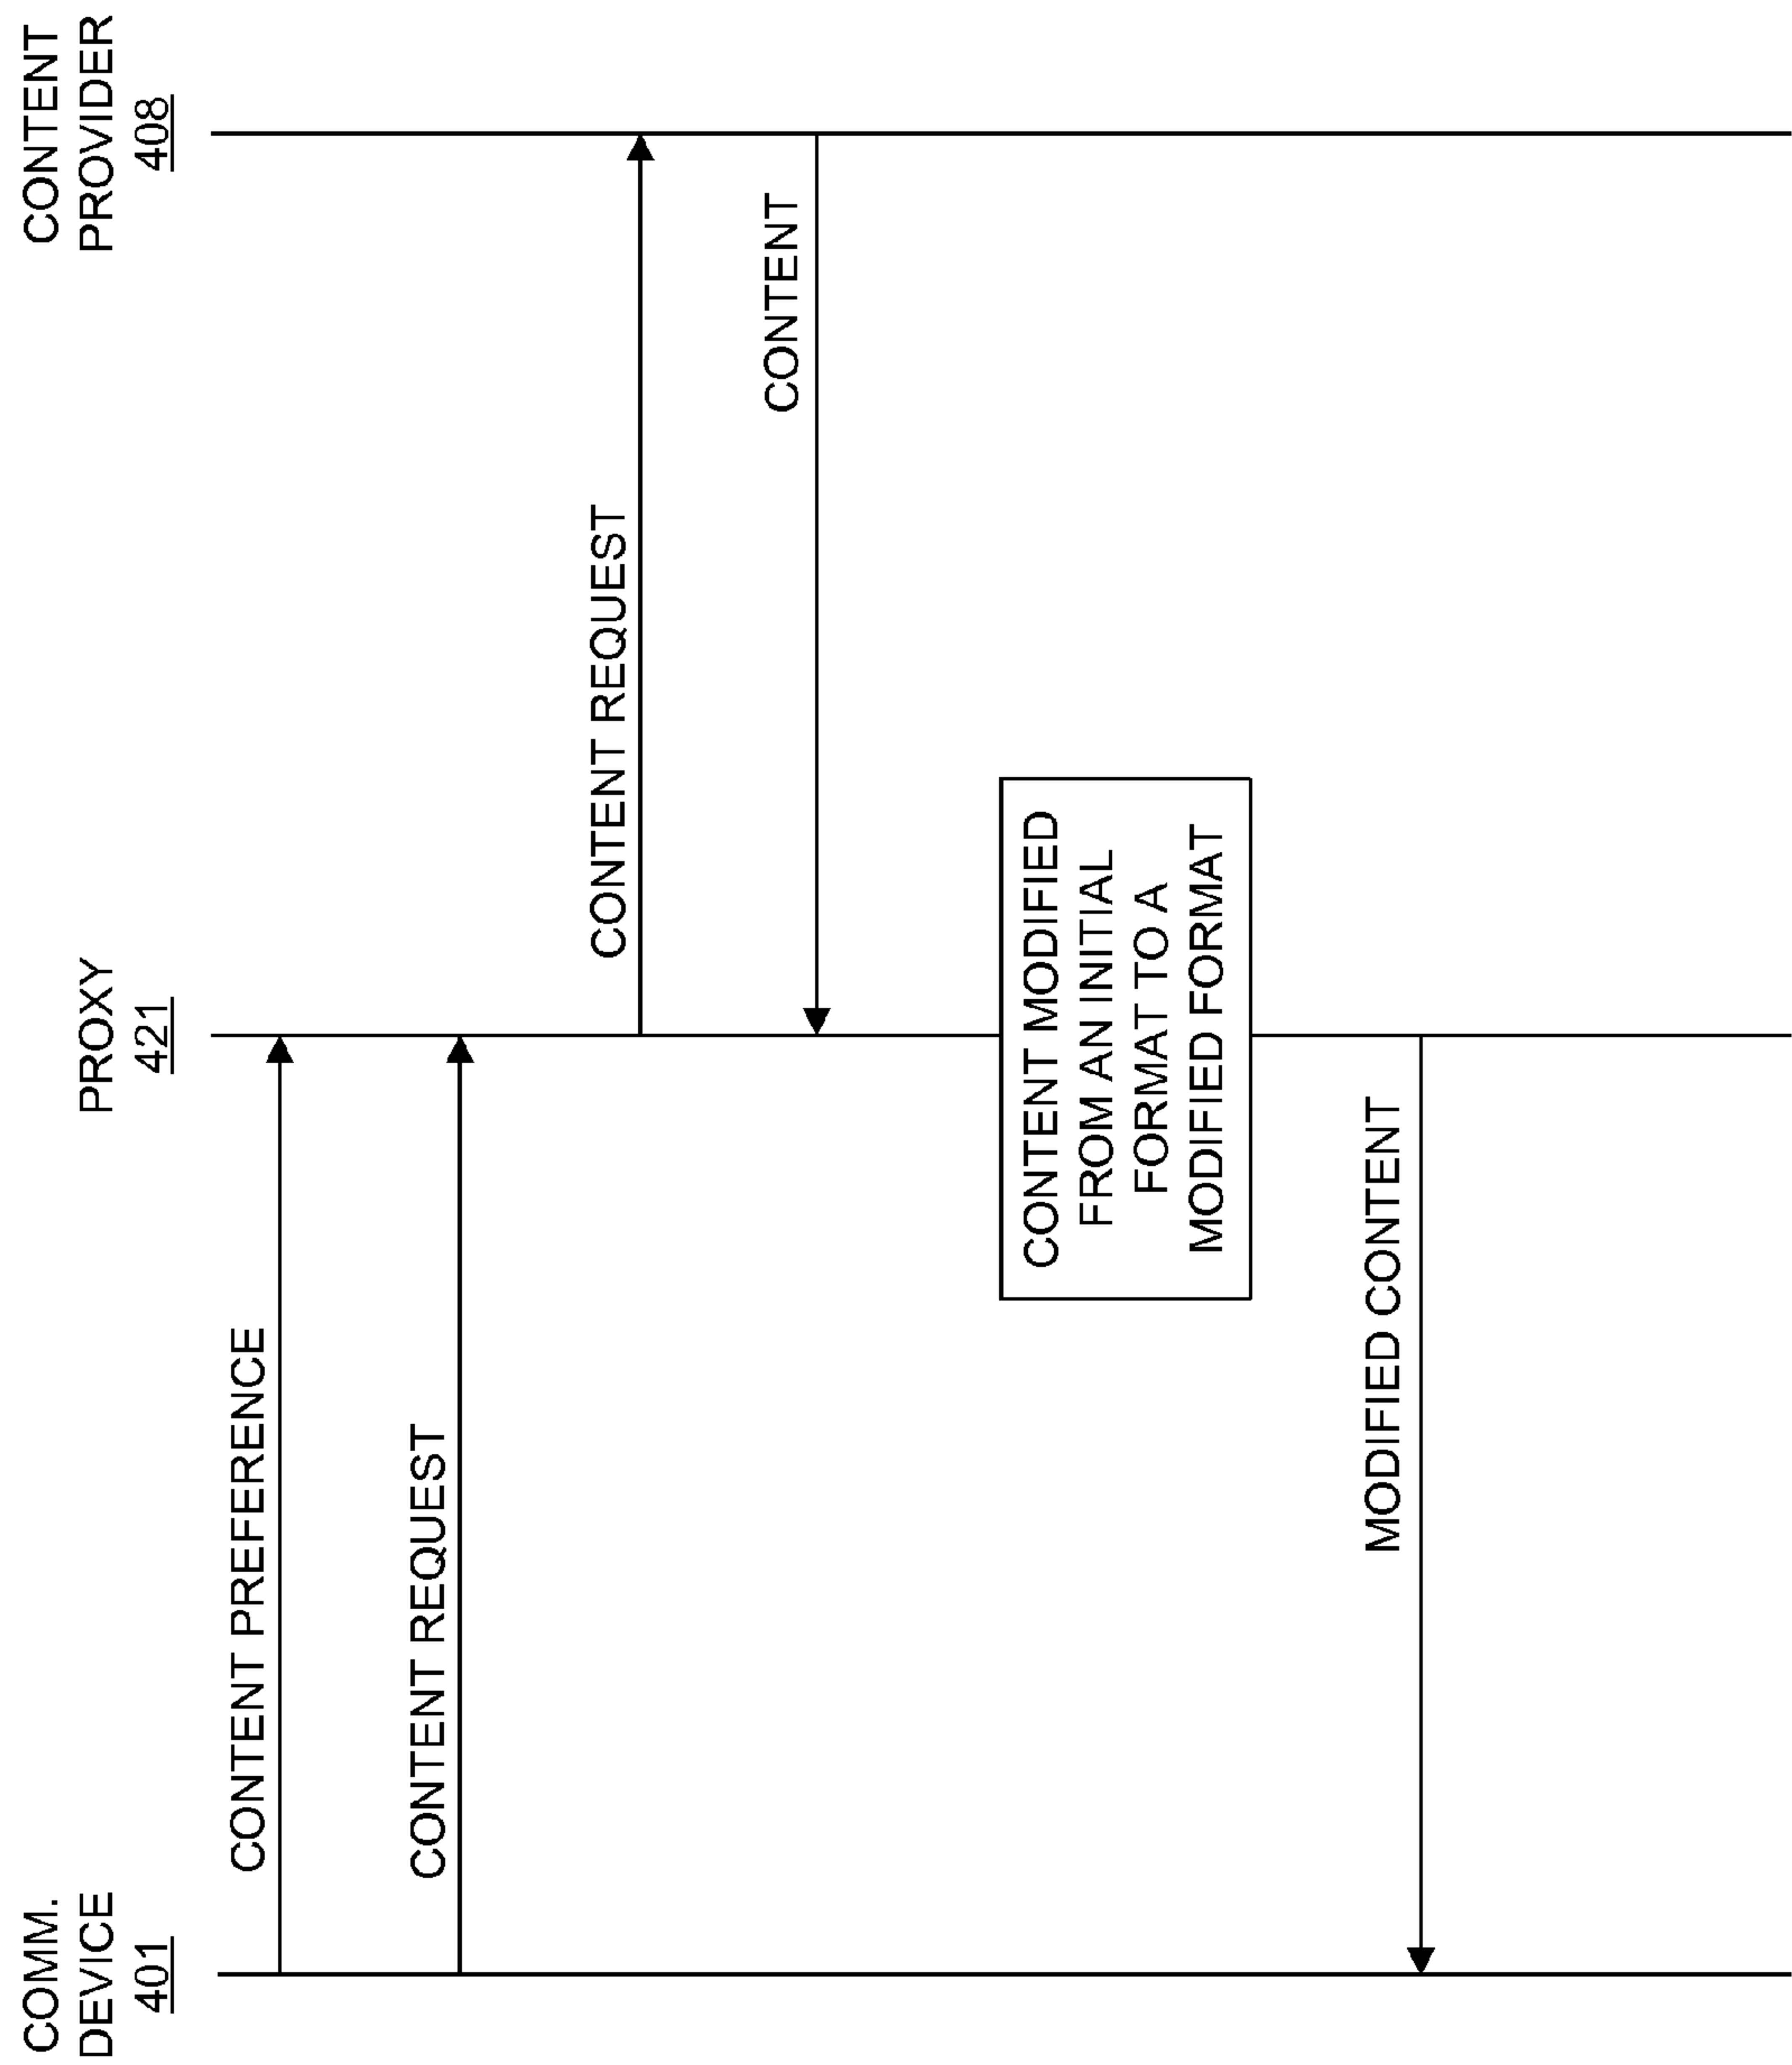 COMM.
DEVICE
401
PROXY
421
CONTENT
PROVIDER
408
CONTENT PREFERENCE
CONTENT REQUEST
CONTENT REQUEST
CONTENT
CONTENT MODIFIED
FROM AN INITIAL
FORMAT TO A
MODIFIED FORMAT
MODIFIED CONTENT